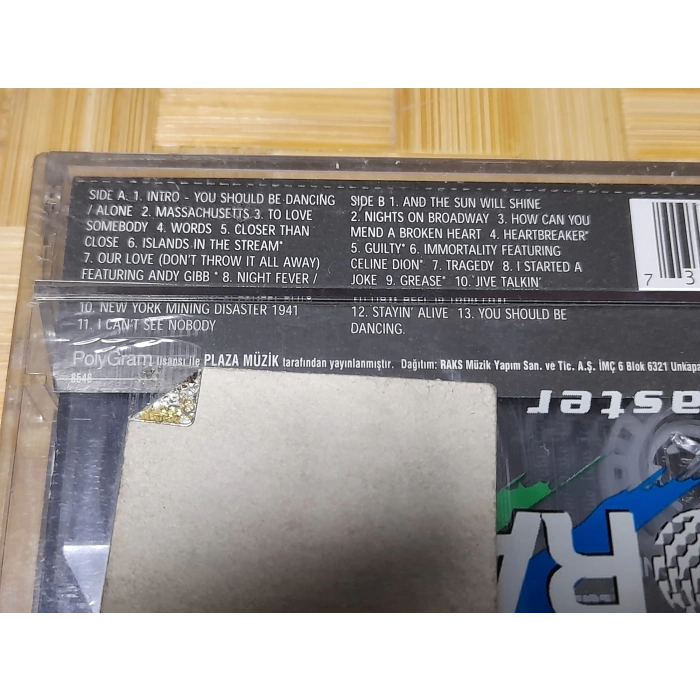 SIDE A. 1. INTRO - YOU SHOULD BE DANCING
/ ALONE 2. MASSACHUSETTS 3. TO LOVE
SOMEBODY 4. WORDS 5. CLOSER THAN
CLOSE 6. ISLANDS IN THE STREAM*
7. OUR LOVE (DON'T THROW IT ALL AWAY)
FEATURING ANDY GIBB * 8. NIGHT FEVER /
10. NEW YORK MINING DISASTER 1941
11. I CAN'T SEE NOBODY
SIDE B 1. AND THE SUN WILL SHINE
2. NIGHTS ON BROADWAY 3. HOW CAN YOU
MEND A BROKEN HEART 4. HEARTBREAKER*
5. GUILTY* 6. IMMORTALITY FEATURING
CELINE DION* 7. TRAGEDY 8. I STARTED A
JOKE 9. GREASE* 10. 'JIVE TALKIN'
12. STAYIN' ALIVE 13. YOU SHOULD BE
DANCING.
7 3
PolyGram lisansı ile PLAZA MÜZİK tarafından yayınlanmıştır. Dağıtım: RAKS Müzik Yapım San. ve Tic. A.Ş. İMÇ 6 Blok 6321 Unkapa
8548
aster
RA